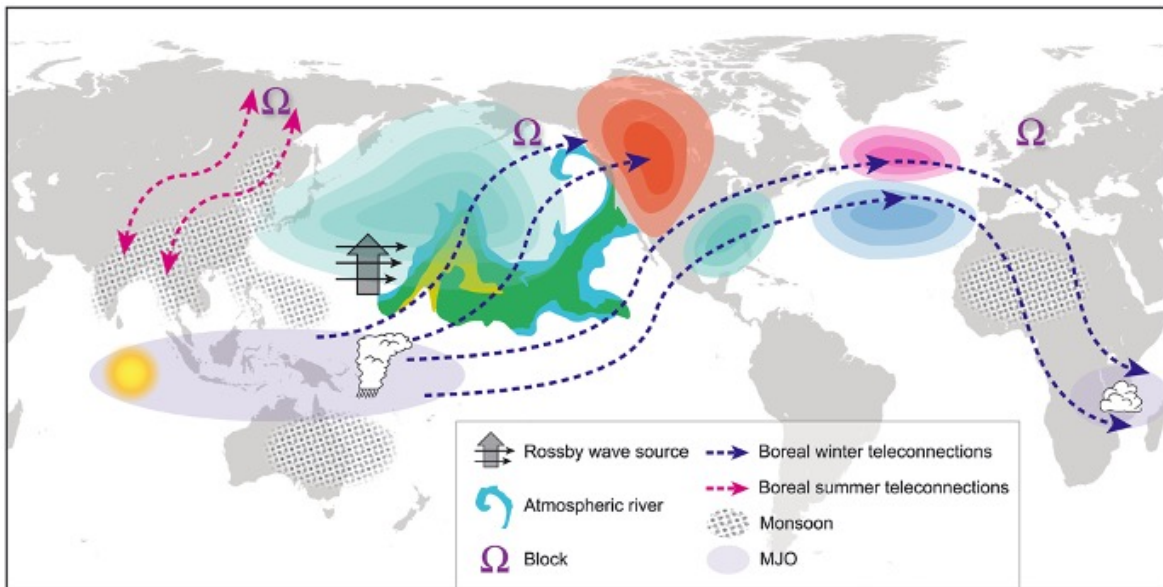 Ω
Ω
Ω
Rossby wave source
Boreal winter teleconnections
Boreal summer teleconnections
Atmospheric river
Monsoon
Ω Block
MJO